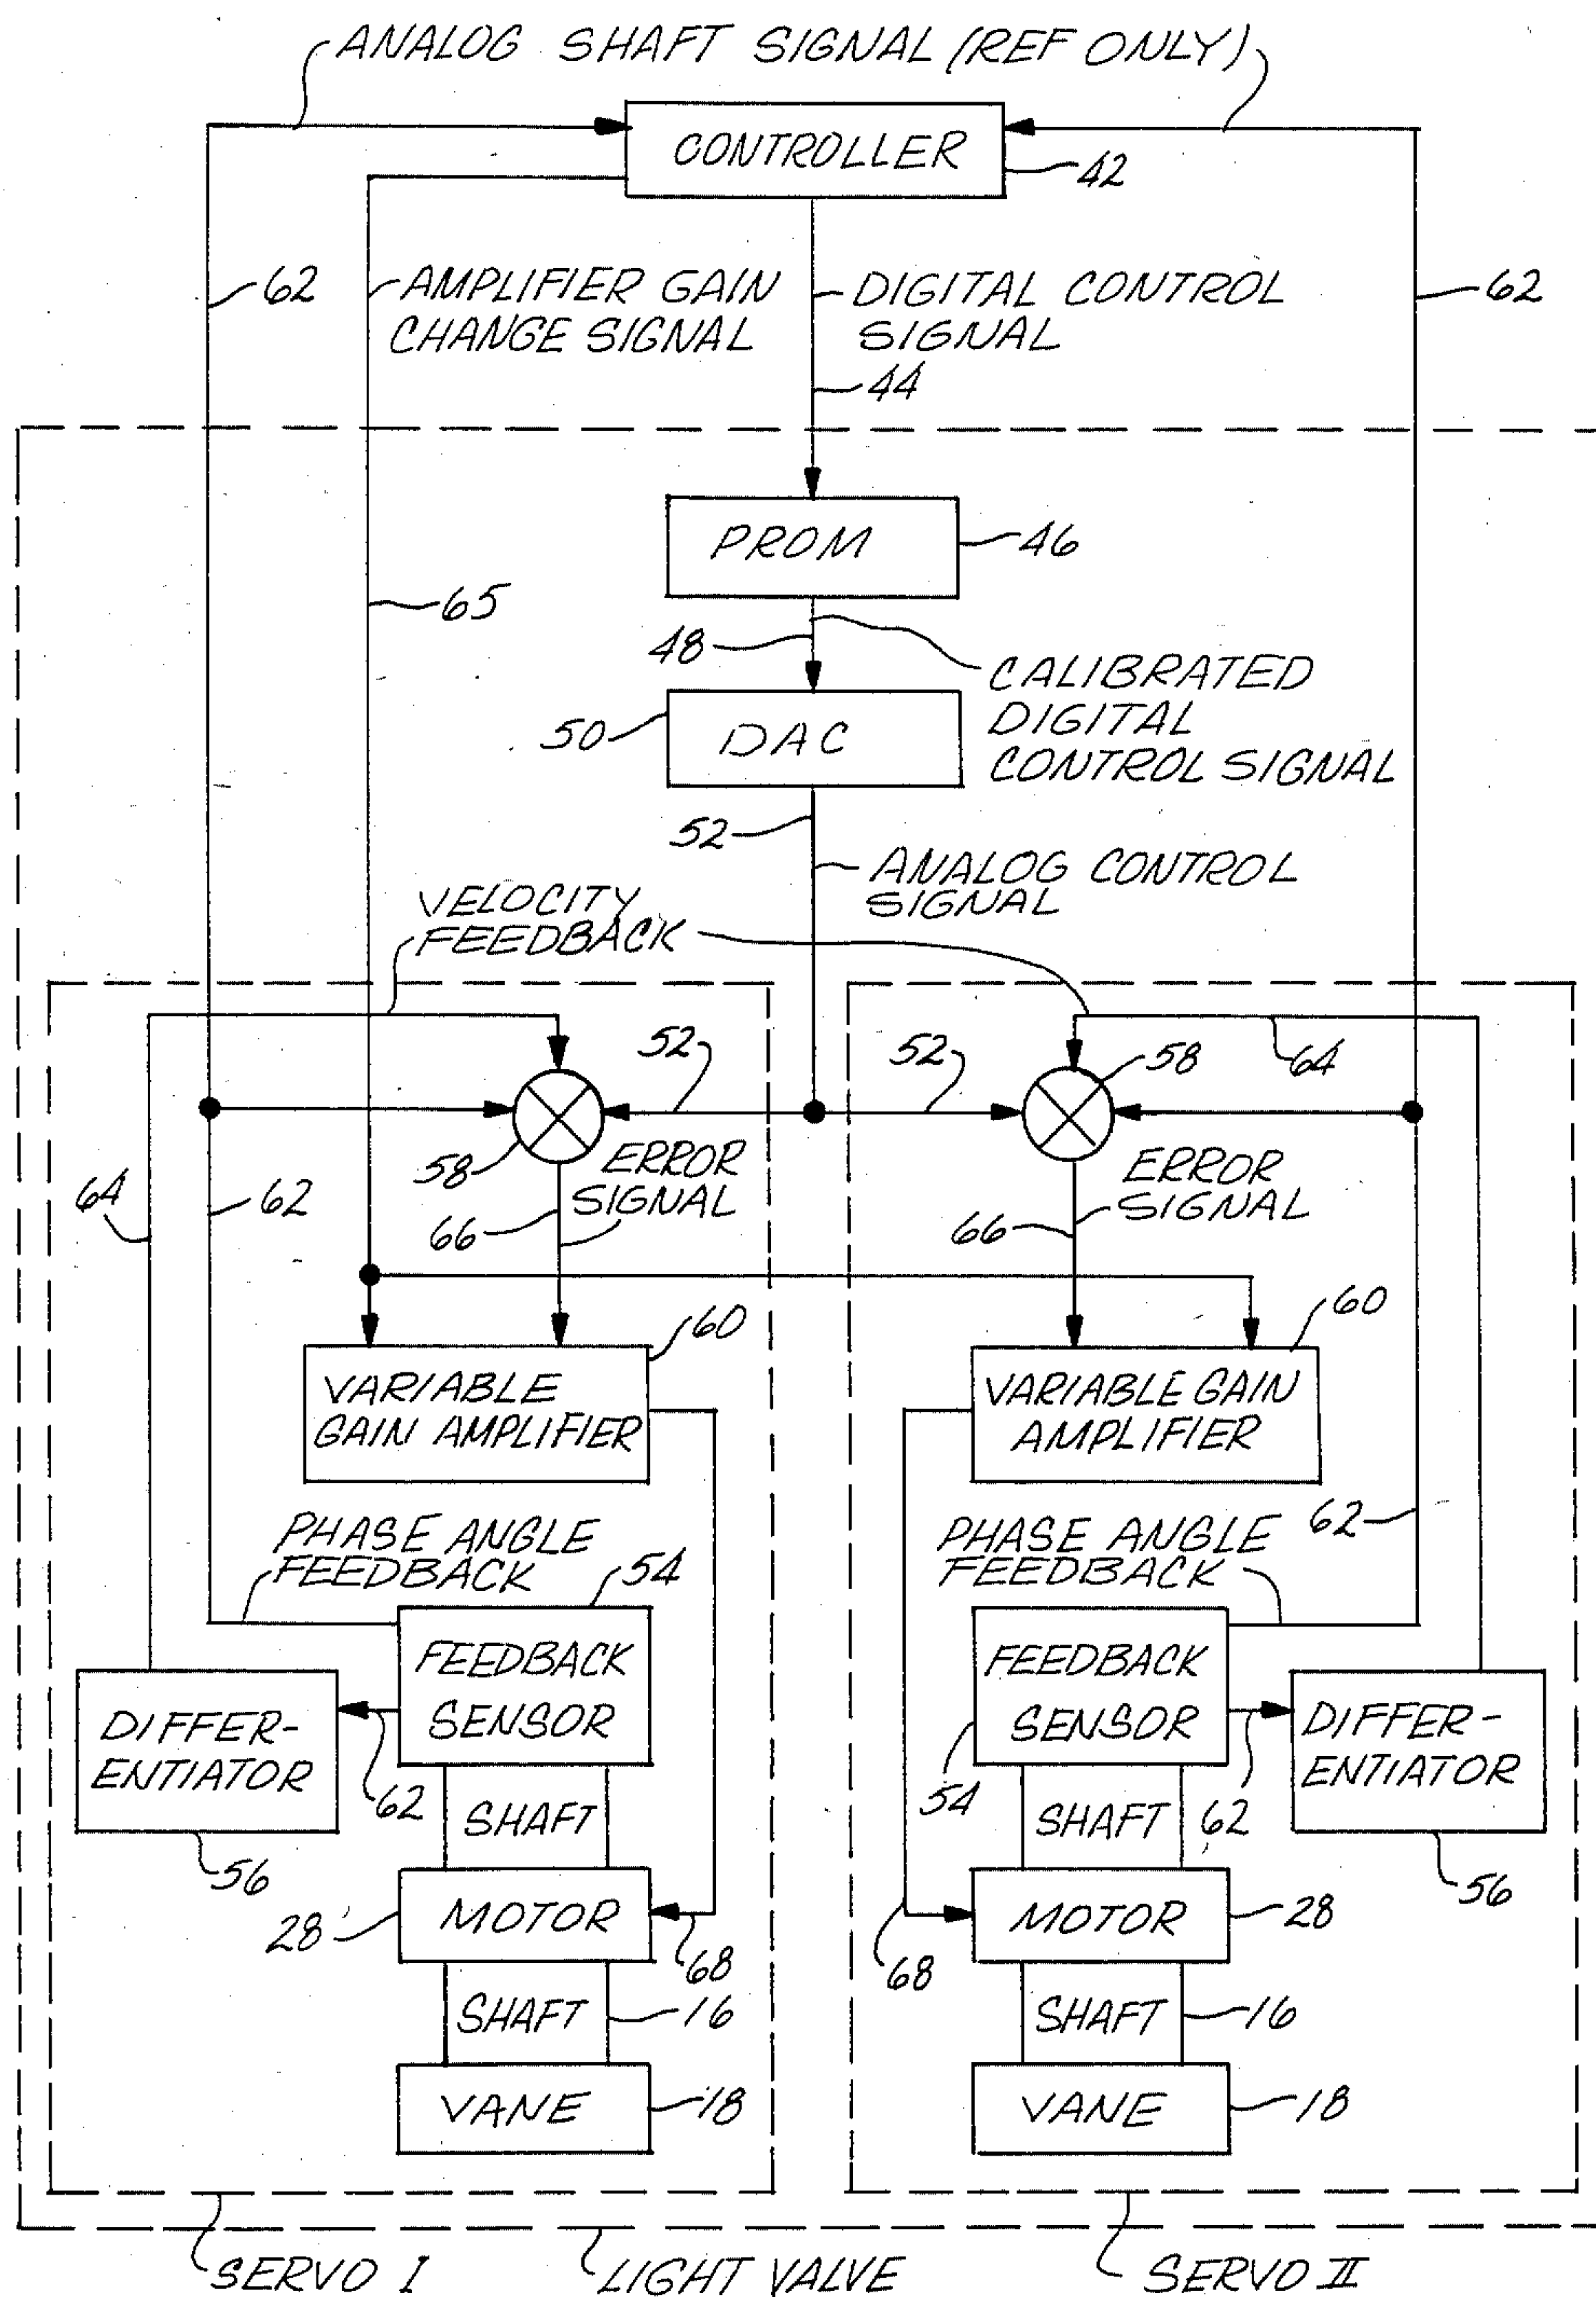 ANALOG SHAFT SIGNAL (REF ONLY)
CONTROLLER
42
62
AMPLIFIER GAIN
CHANGE SIGNAL
DIGITAL CONTROL
SIGNAL
62
44
PROM
46
65
48
CALIBRATED
DIGITAL
CONTROL SIGNAL
50
DAC
52
ANALOG CONTROL
SIGNAL
VELOCITY
FEEDBACK
52
52
58
64
58
ERROR
SIGNAL
ERROR
SIGNAL
64
62
66
66
60
60
VARIABLE
GAIN AMPLIFIER
VARIABLE GAIN
AMPLIFIER
PHASE ANGLE
FEEDBACK
54
PHASE ANGLE
FEEDBACK
62
FEEDBACK
SENSOR
FEEDBACK
SENSOR
DIFFER-
ENTIATOR
DIFFER-
ENTIATOR
62
SHAFT
54
SHAFT
62
56
56
28
MOTOR
68
MOTOR
28
68
SHAFT
16
SHAFT
16
VANE
18
VANE
18
SERVO I
LIGHT VALVE
SERVO II